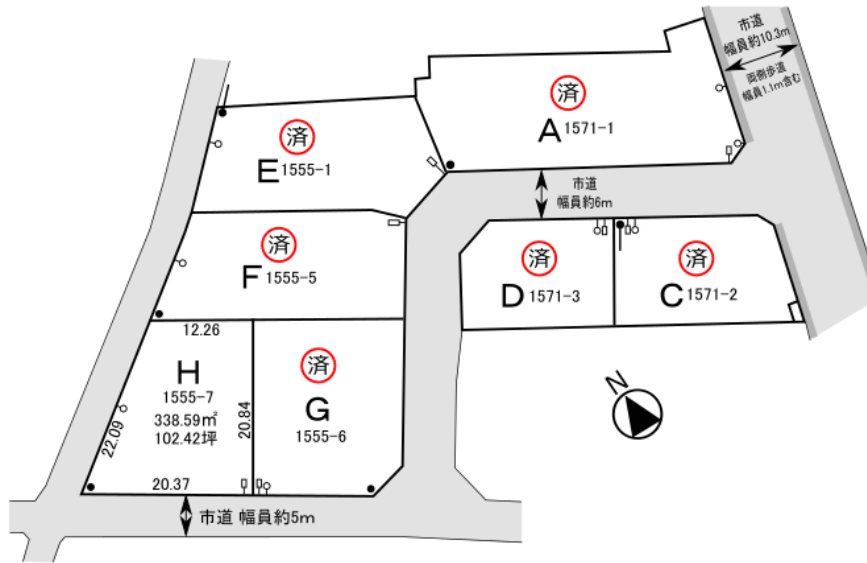 市道
幅員約10.3m
両側歩道
幅員1.1m含む
済
A 1571-1
済
E 1555-1
市道
幅員約6m
済
F 1555-5
済
D 1571-3
済
C 1571-2
12.26
H
1555-7
338.59㎡
102.42坪
22.09
20.84
20.37
済
G
1555-6
N
市道 幅員約5m